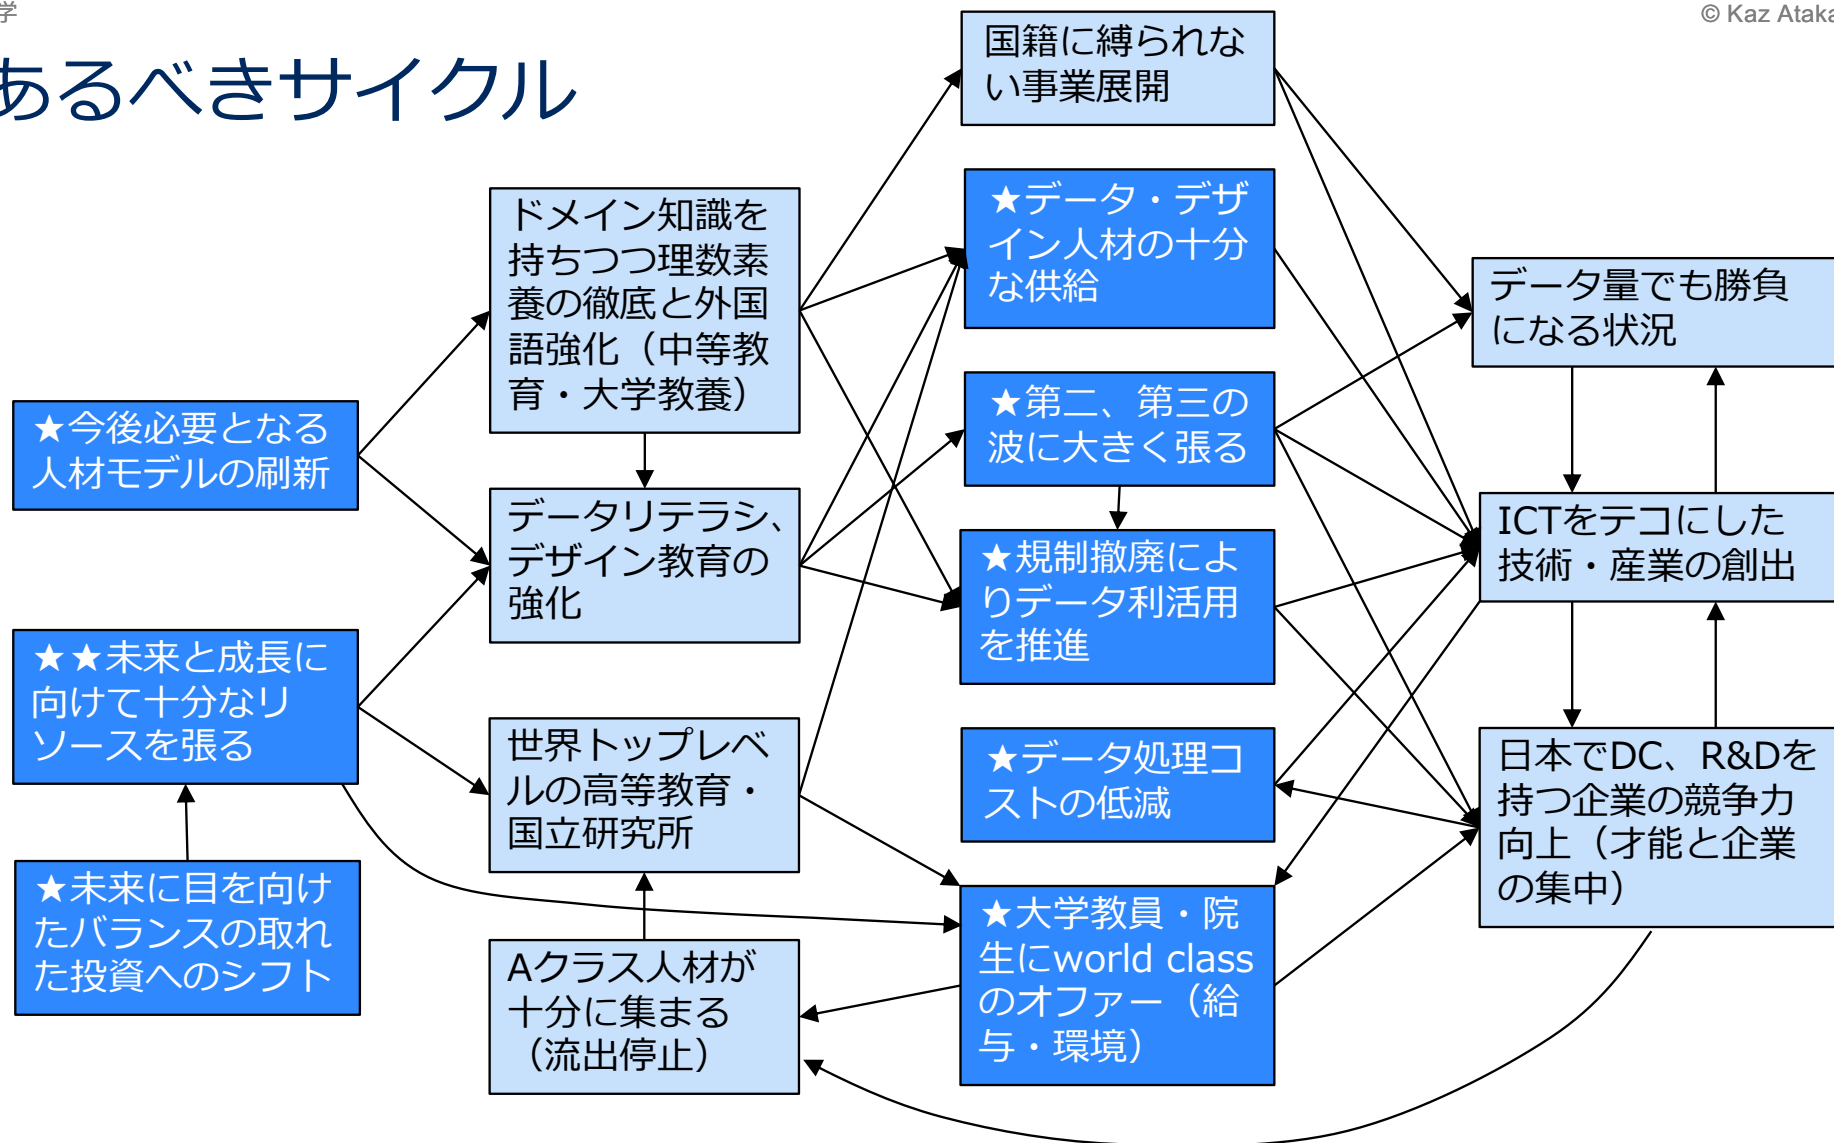 学
© Kaz Ataka
あるべきサイクル
★今後必要となる
人材モデルの刷新
★★未来と成長に
向けて十分なリ
ソースを張る
★未来に目を向け
たバランスの取れ
た投資へのシフト
ドメイン知識を
持ちつつ理数素
養の徹底と外国
語強化（中等教
育・大学教養）
データリテラシ、
デザイン教育の
強化
世界トップレベ
ルの高等教育・
国立研究所
Aクラス人材が
十分に集まる
（流出停止）
国籍に縛られな
い事業展開
★データ・デザ
イン人材の十分
な供給
★第二、第三の
波に大きく張る
★規制撤廃によ
りデータ利活用
を推進
★データ処理コ
ストの低減
★大学教員・院
生にworld class
のオファー（給
与・環境）
データ量でも勝負
になる状況
ICTをテコにした
技術・産業の創出
日本でDC、R&Dを
持つ企業の競争力
向上（才能と企業
の集中）